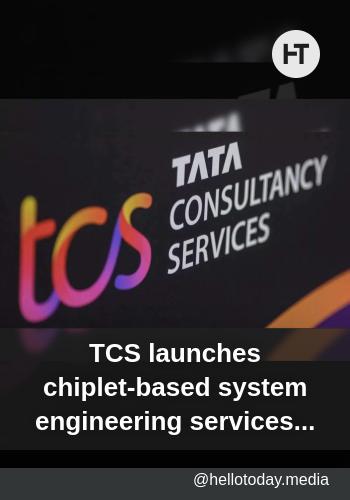 HT
tcs
TATA
CONSULTANCY
SERVICES
TCS launches
chiplet-based system
engineering services...
@hellotoday.media